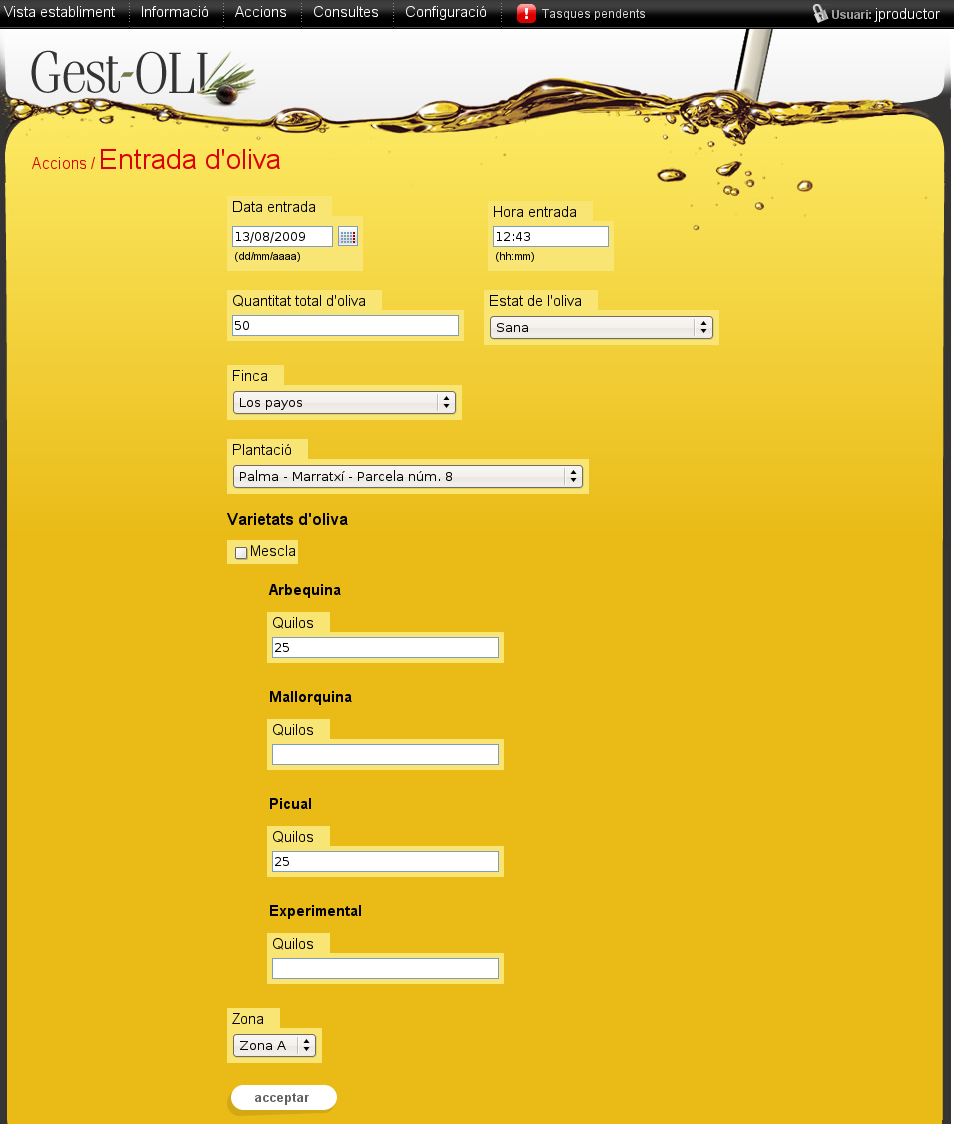 Vista establiment Informació Accions Consultes Configuració ! Tasques pendents Usuari: jproductor
Gest-OLI
Accions / Entrada d'oliva
Data entrada Hora entrada
13/08/2009 12:43
(dd/mm/aaaa) (hh:mm)
Quantitat total d'oliva Estat de l'oliva
50 Sana
Finca
Los payos
Plantació
Palma - Marratxí - Parcela núm. 8
Varietats d'oliva
Mescla
Arbequina
Quilos
25
Mallorquina
Quilos
Picual
Quilos
25
Experimental
Quilos
Zona
Zona A
acceptar